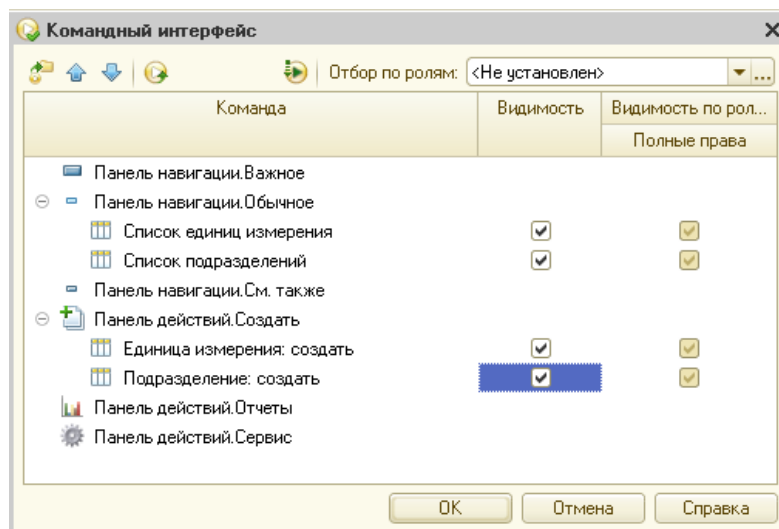 Командный интерфейс
Отбор по ролям: <Не установлен>
Команда Видимость Видимость по рол...
Полные права
Панель навигации.Важное
Панель навигации.Обычное
Список единиц измерения
Список подразделений
Панель навигации.См. также
Панель действий.Создать
Единица измерения: создать
Подразделение: создать
Панель действий.Отчеты
Панель действий.Сервис
ОК Отмена Справка